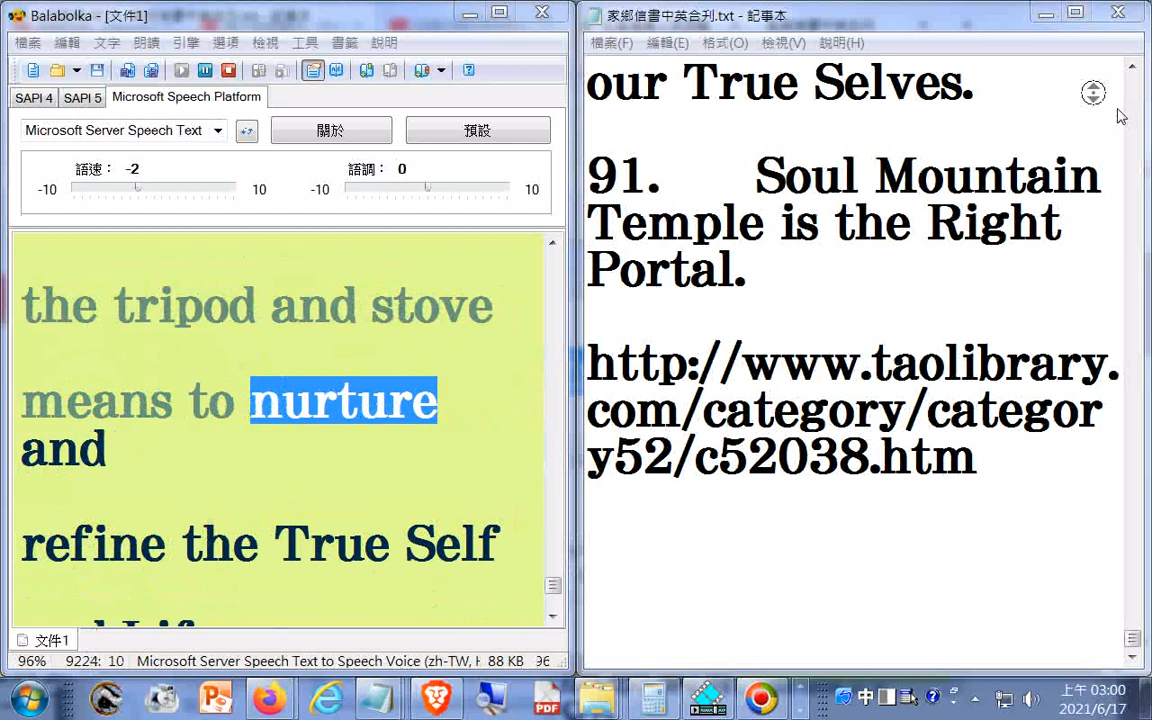 Balabolka - [文件1]
檔案 編輯 文字 朗讀 引擎 選項 檢視 工具 書籤 說明
SAPI 4 SAPI 5 Microsoft Speech Platform
Microsoft Server Speech Text 關於 預設
語速： -2 語調： 0
-10 10 -10 10
the tripod and stove
means to nurture
and
refine the True Self
文件1
96% 9224: 10 Microsoft Server Speech Text to Speech Voice (zh-TW, H 88 KB 96
家鄉信書中英合刋.txt - 記事本
檔案(F) 編輯(E) 格式(O) 檢視(V) 說明(H)
our True Selves.
91. Soul Mountain
Temple is the Right
Portal.
http://www.taolibrary.
com/category/categor
y52/c52038.htm
PDF
中
上午 03:00
2021/6/17